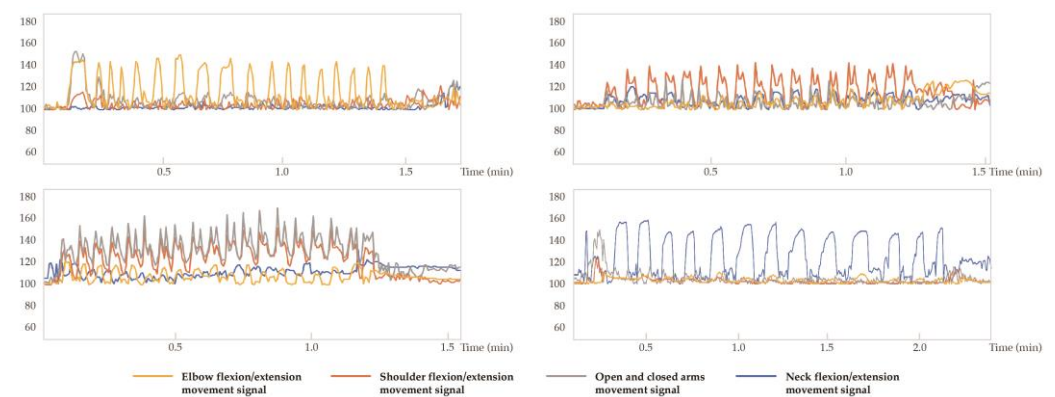 180
160
140
120
100
80
60
0.5 1.0 1.5 Time (min)
180
160
140
120
100
80
60
0.5 1.0 1.5 Time (min)
180
160
140
120
100
80
60
0.5 1.0 1.5 Time (min)
180
160
140
120
100
80
60
0.5 1.0 1.5 2.0 Time (min)
Elbow flexion/extension
movement signal
Shoulder flexion/extension
movement signal
Open and closed arms
movement signal
Neck flexion/extension
movement signal